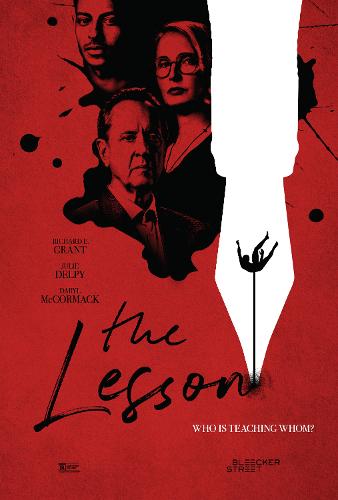 RICHARD E.
GRANT
JULIE
DELPY
DARYL
McCORMACK
the
Lesson
WHO IS TEACHING WHOM?
BLEECKER
STREET